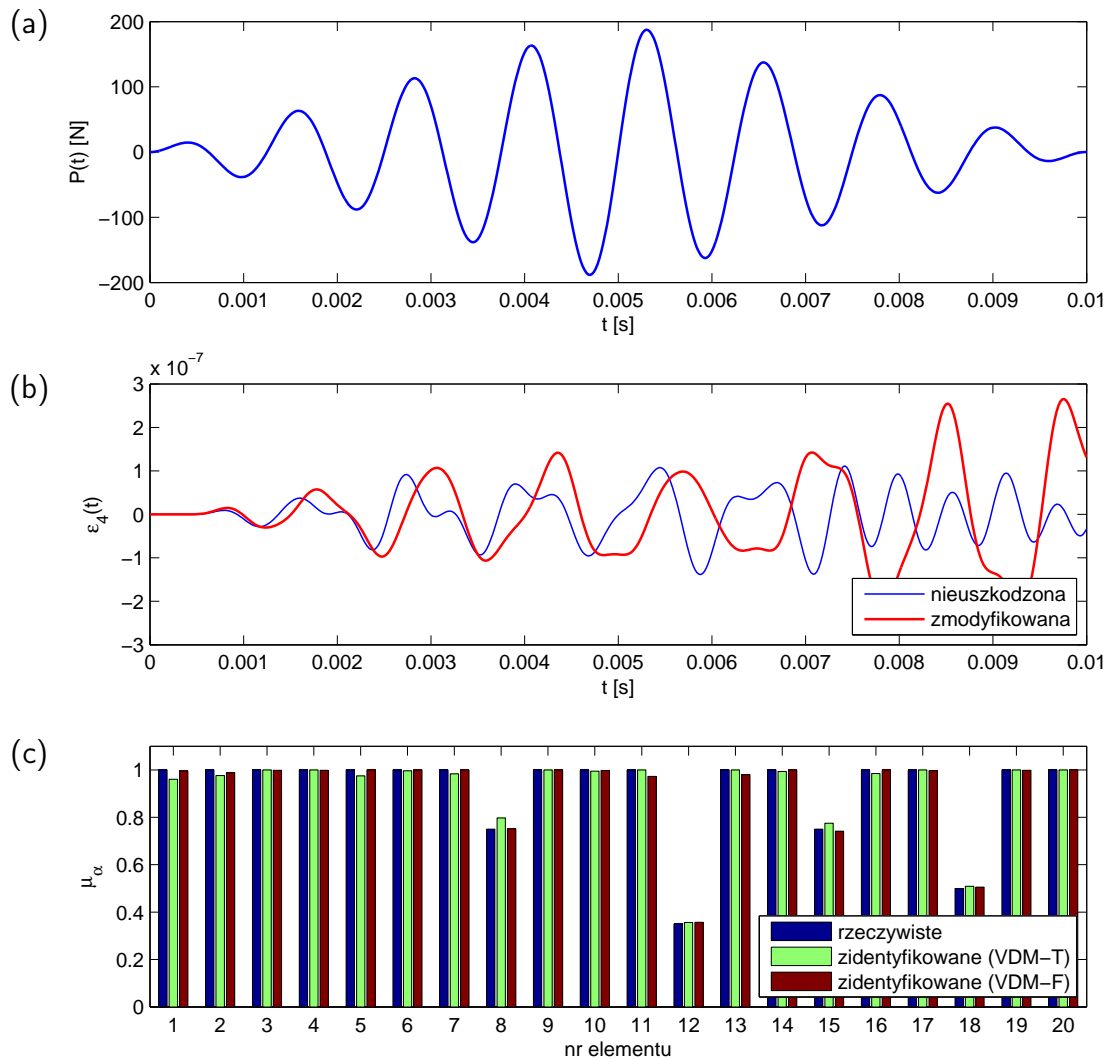 (a)
200
100
0
−100
−200
P(t) [N]
0 0.001 0.002 0.003 0.004 0.005 0.006 0.007 0.008 0.009 0.01
t [s]
(b)
x 10⁻⁷
3
2
1
0
−1
−2
−3
ε₄(t)
nieuszkodzona
zmodyfikowana
0 0.001 0.002 0.003 0.004 0.005 0.006 0.007 0.008 0.009 0.01
t [s]
(c)
1
0.8
0.6
0.4
0.2
0
μ_α
rzeczywiste
zidentyfikowane (VDM−T)
zidentyfikowane (VDM−F)
1 2 3 4 5 6 7 8 9 10 11 12 13 14 15 16 17 18 19 20
nr elementu